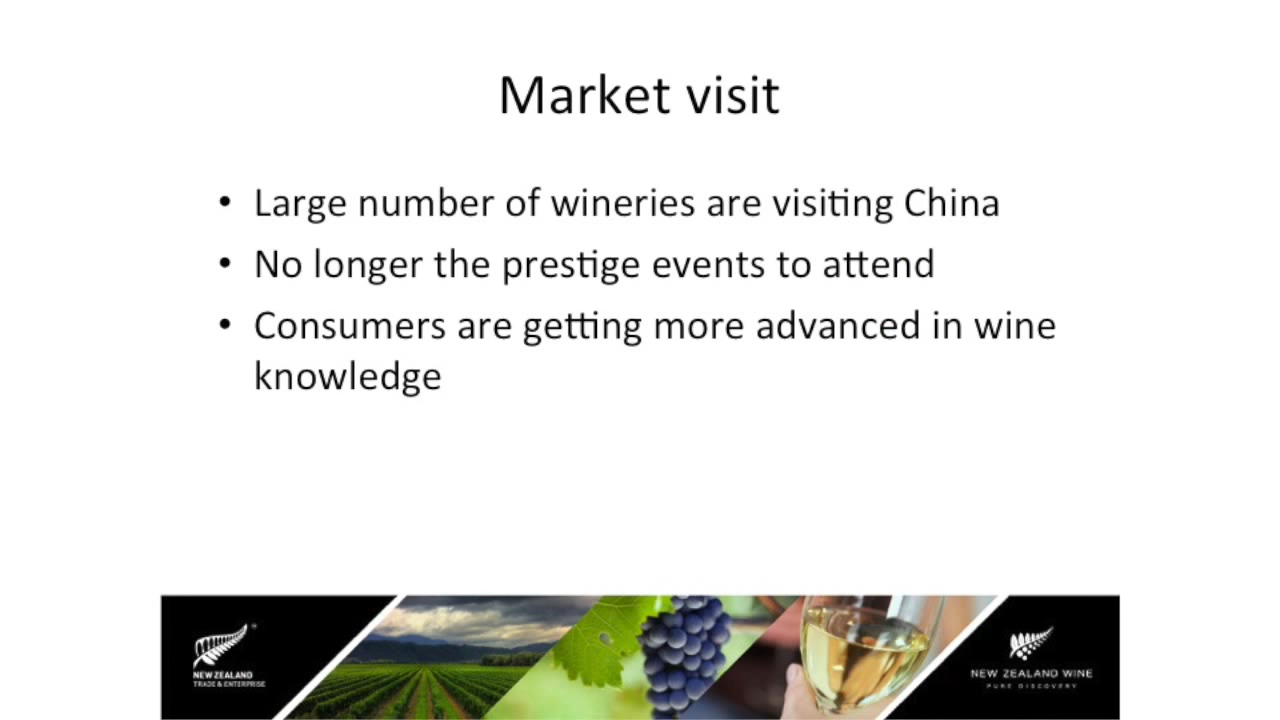 Market visit
• Large number of wineries are visiting China
• No longer the prestige events to attend
• Consumers are getting more advanced in wine
knowledge
NEW ZEALAND
TRADE & ENTERPRISE
NEW ZEALAND WINE
PURE DISCOVERY